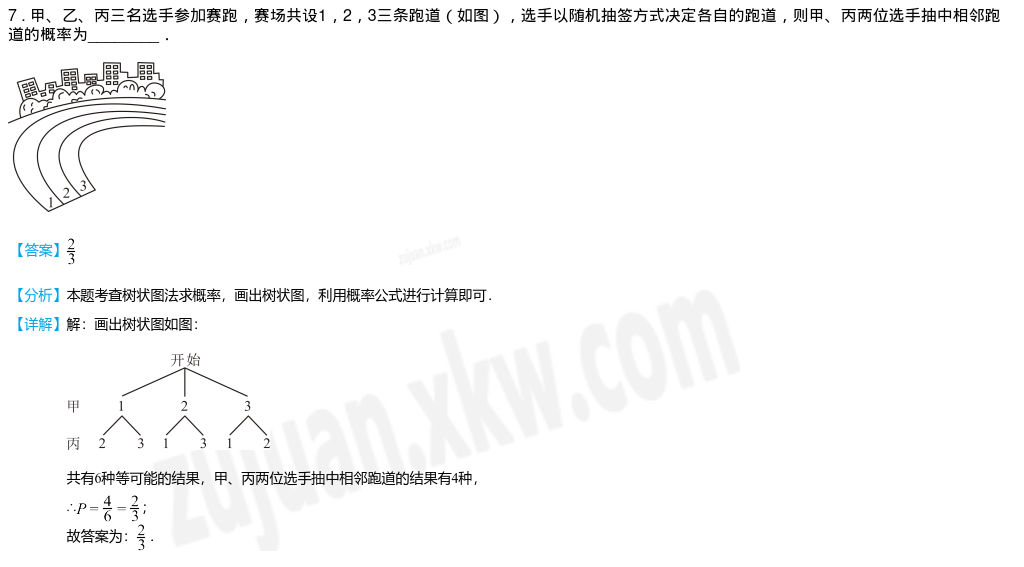 7．甲、乙、丙三名选手参加赛跑，赛场共设1，2，3三条跑道（如图），选手以随机抽签方式决定各自的跑道，则甲、丙两位选手抽中相邻跑
道的概率为_________．
1 2 3
【答案】2/3
zujuan.xkw.com
【分析】本题考查树状图法求概率，画出树状图，利用概率公式进行计算即可．
【详解】解：画出树状图如图：
开始
甲 1 2 3
丙 2 3 1 3 1 2
共有6种等可能的结果，甲、丙两位选手抽中相邻跑道的结果有4种，
∴P = 4/6 = 2/3；
故答案为：2/3．
zujuan.xkw.com